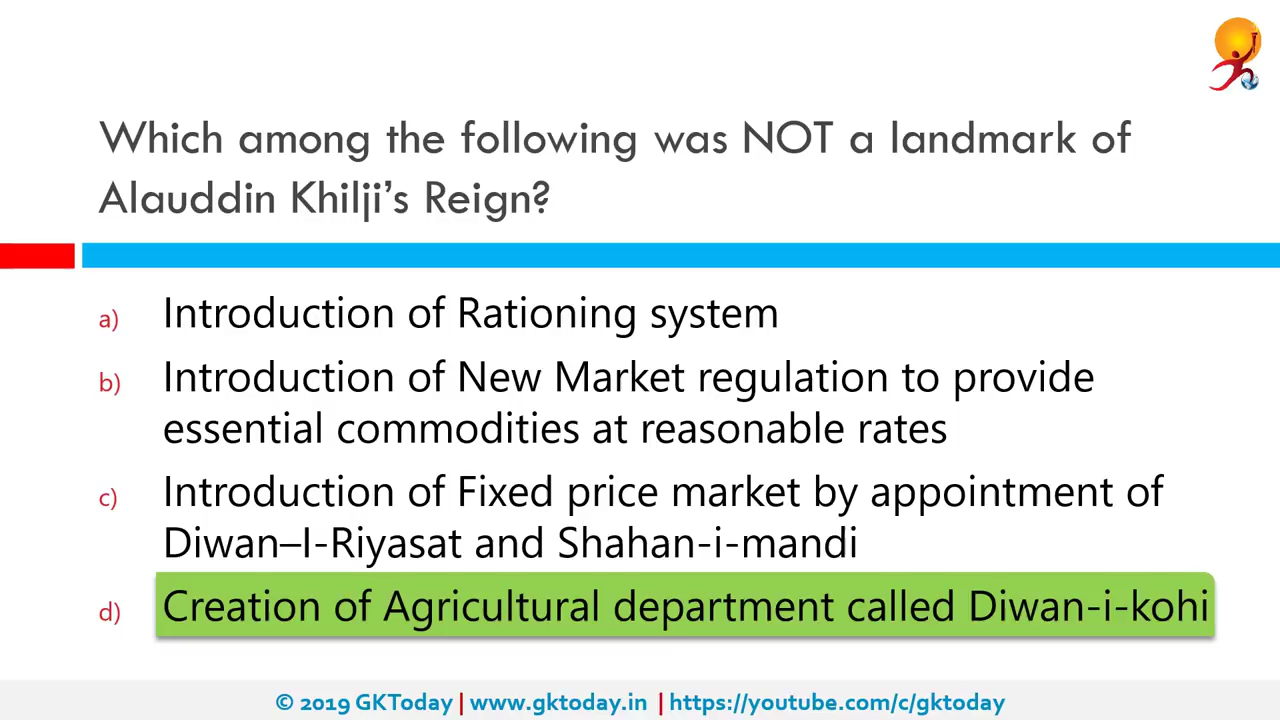 Which among the following was NOT a landmark of
Alauddin Khilji’s Reign?
a) Introduction of Rationing system
b) Introduction of New Market regulation to provide
essential commodities at reasonable rates
c) Introduction of Fixed price market by appointment of
Diwan–I-Riyasat and Shahan-i-mandi
d) Creation of Agricultural department called Diwan-i-kohi
© 2019 GKToday | www.gktoday.in | https://youtube.com/c/gktoday